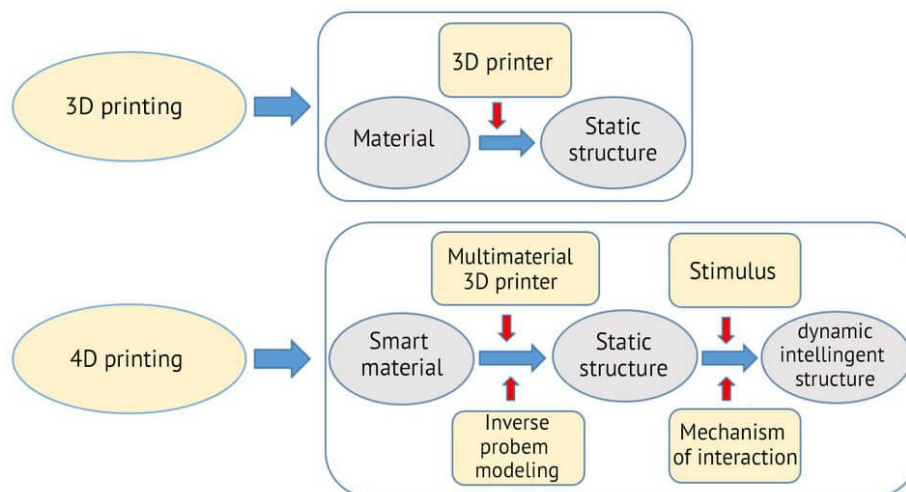 3D printing
3D printer
Material
Static
structure
4D printing
Multimaterial
3D printer
Stimulus
Smart
material
Static
structure
dynamic
intellingent
structure
Inverse
probem
modeling
Mechanism
of interaction